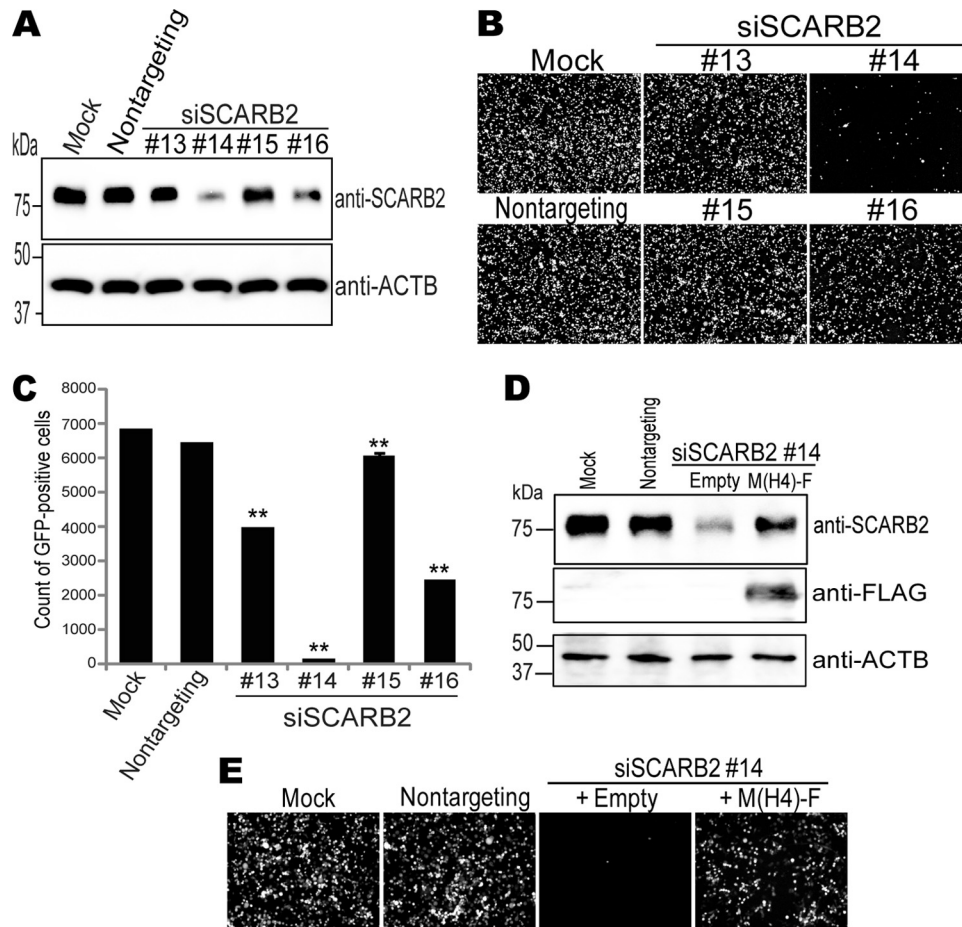 A
Mock
Nontargeting
siSCARB2
kDa
#13 #14 #15 #16
75
anti-SCARB2
50
anti-ACTB
37
B
siSCARB2
Mock
#13
#14
Nontargeting
#15
#16
C
Count of GFP-positive cells
8000
7000
6000
5000
4000
3000
2000
1000
0
**
**
**
**
Mock
Nontargeting
#13
#14
#15
#16
siSCARB2
D
Mock
Nontargeting
siSCARB2 #14
Empty M(H4)-F
kDa
75
anti-SCARB2
75
anti-FLAG
50
37
anti-ACTB
E
siSCARB2 #14
Mock
Nontargeting
+ Empty
+ M(H4)-F